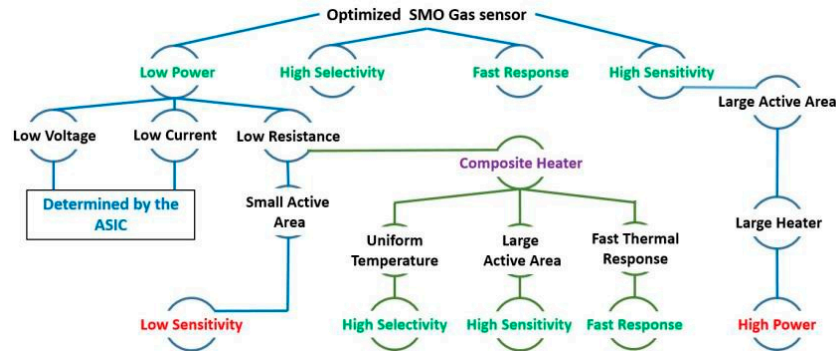 Optimized SMO Gas sensor
Low Power
High Selectivity
Fast Response
High Sensitivity
Large Active Area
Low Voltage
Low Current
Low Resistance
Composite Heater
Determined by the
ASIC
Small Active
Area
Uniform
Temperature
Large
Active Area
Fast Thermal
Response
Large Heater
Low Sensitivity
High Selectivity
High Sensitivity
Fast Response
High Power